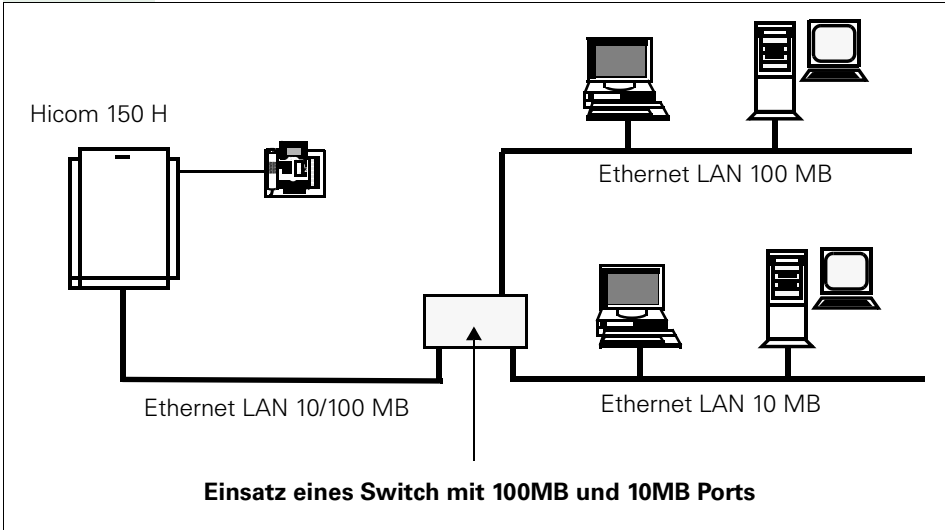 Hicom 150 H
Ethernet LAN 100 MB
Ethernet LAN 10/100 MB
Ethernet LAN 10 MB
Einsatz eines Switch mit 100MB und 10MB Ports